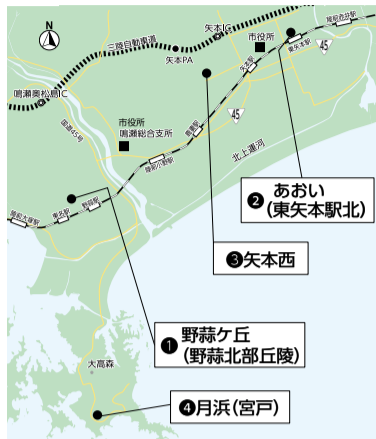 N
三陸自動車道
矢本IC
矢本PA
市役所
陸前赤井駅
東矢本駅
45
矢本駅
鳴瀬奥松島IC
国道45号
市役所
鳴瀬総合支所
鹿妻駅
45
北上運河
陸前小野駅
❷ あおい
(東矢本駅北)
野蒜駅
東名駅
陸前大塚駅
❸矢本西
❶ 野蒜ケ丘
(野蒜北部丘陵)
大高森
❹月浜(宮戸)